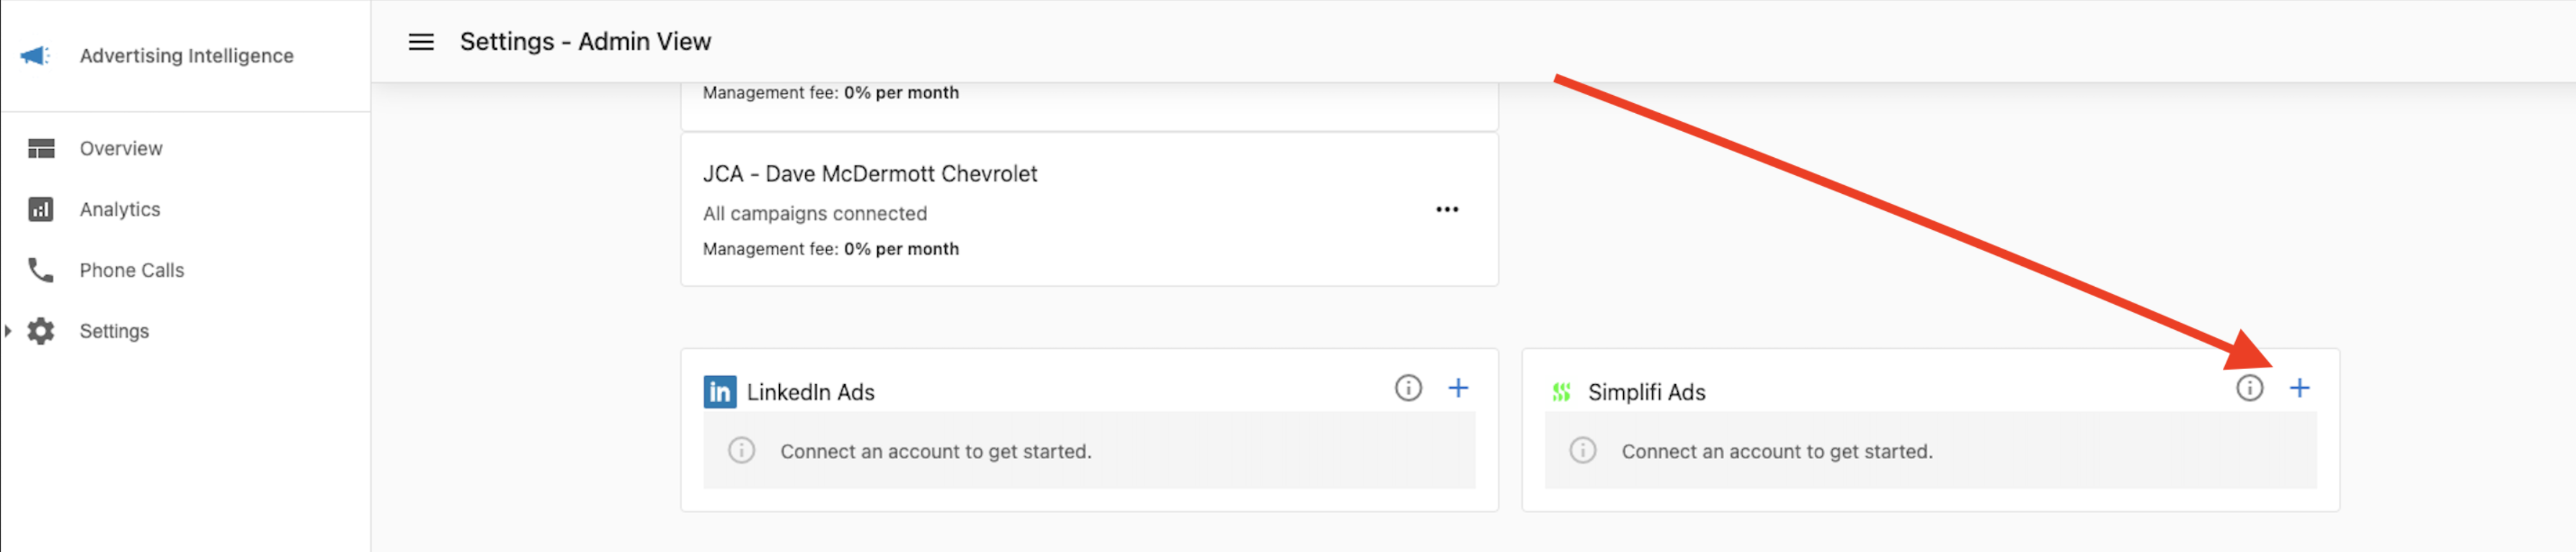 Advertising Intelligence
Overview
Analytics
Phone Calls
Settings
Settings - Admin View
Management fee: 0% per month
JCA - Dave McDermott Chevrolet
All campaigns connected
Management fee: 0% per month
in LinkedIn Ads
Connect an account to get started.
Simplifi Ads
Connect an account to get started.